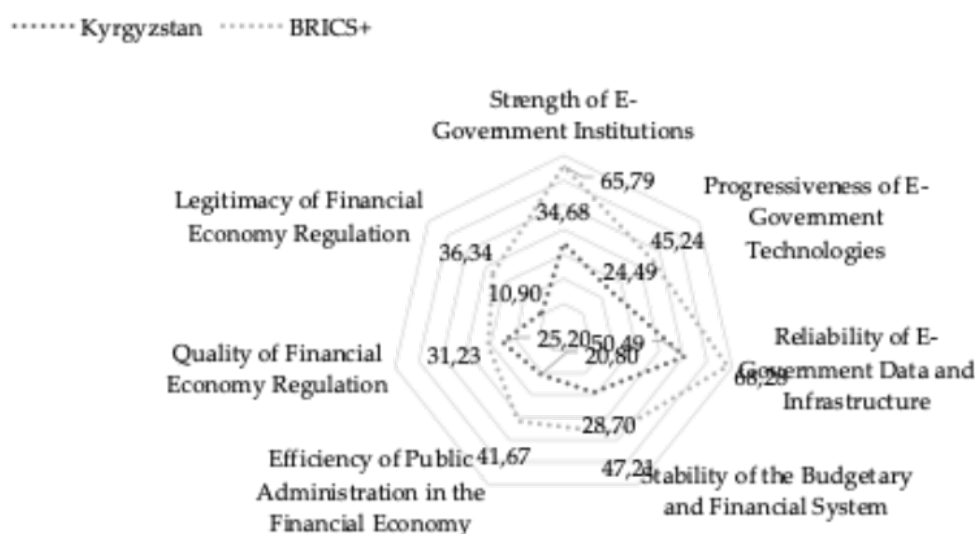 Kyrgyzstan BRICS+
Strength of E-
Government Institutions
65,79
Progressiveness of E-
Government
Technologies
Legitimacy of Financial
Economy Regulation
34,68
45,24
36,34
24,49
10,90
Reliability of E-
Government Data and
Infrastructure
25,20
50,49
20,80
Quality of Financial
Economy Regulation
31,23
28,70
41,67
47,21
Stability of the Budgetary
and Financial System
Efficiency of Public
Administration in the
Financial Economy